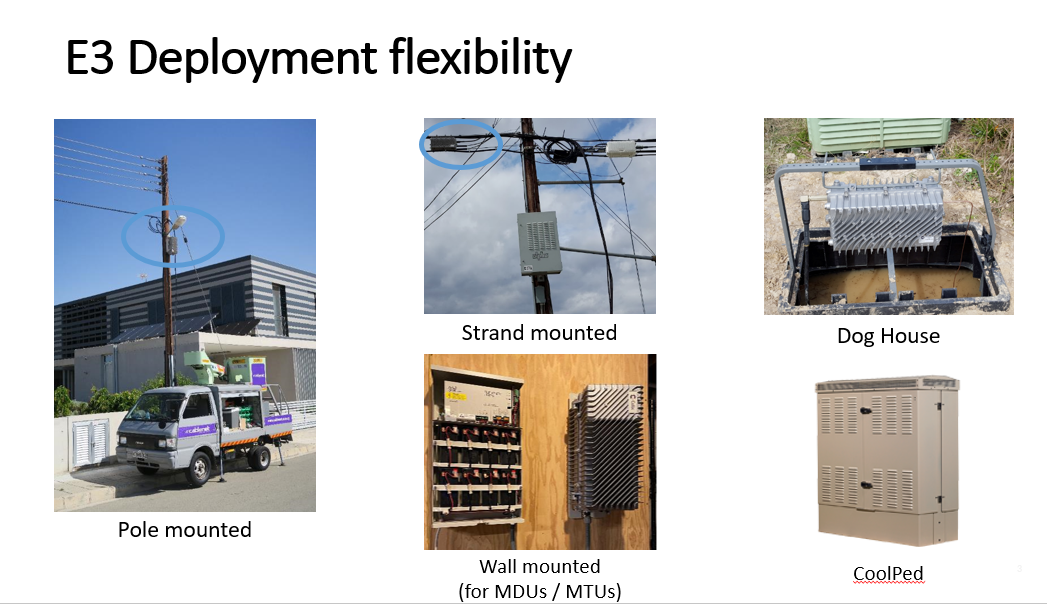 E3 Deployment flexibility
Pole mounted
Strand mounted
Wall mounted
(for MDUs / MTUs)
Dog House
CoolPed